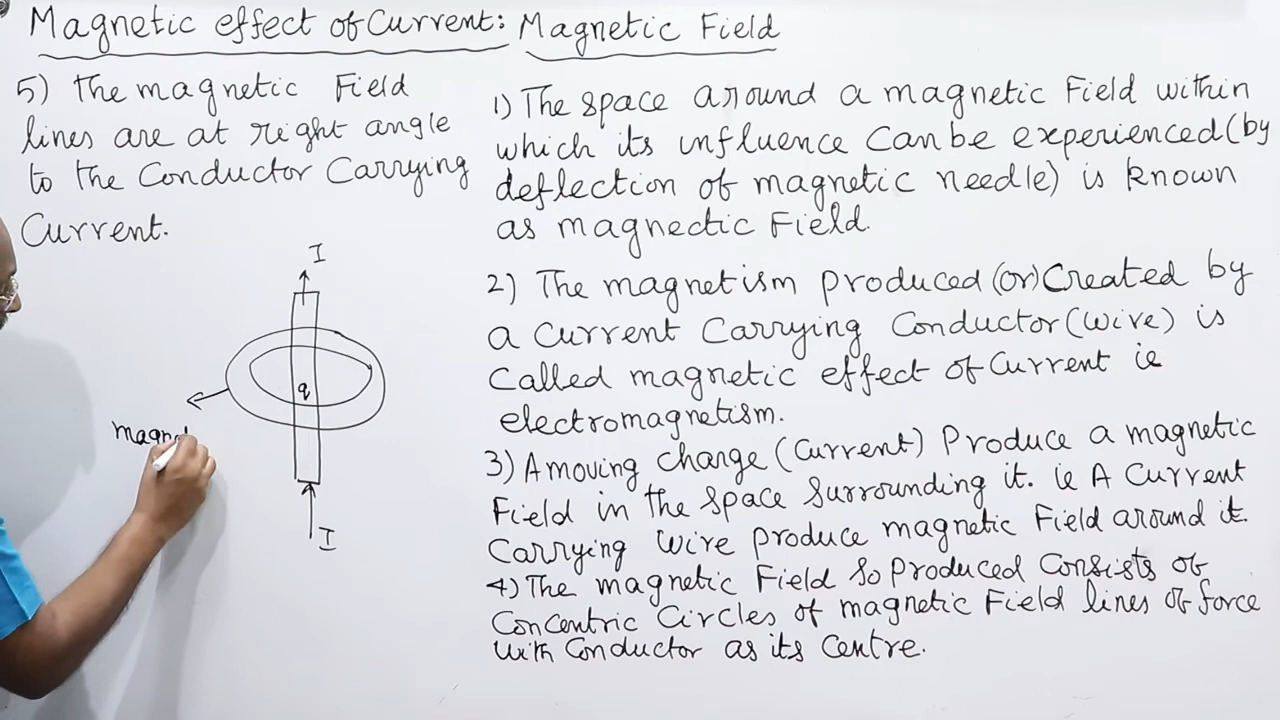 Magnetic effect of Current: Magnetic Field
5) The magnetic Field
lines are at right angle
to the Conductor Carrying
Current.
I
q
magne
I
1) The space around a magnetic Field within
which its influence Can be experienced (by
deflection of magnetic needle) is known
as magnectic Field.
2) The magnetism produced (or) Created by
a Current Carrying Conductor (wire) is
Called magnetic effect of Current ie
electromagnetism.
3) A moving charge (Current) Produce a magnetic
Field in the space surrounding it. ie A Current
Carrying wire produce magnetic Field around it.
4) The magnetic Field so produced Consists of
Concentric Circles of magnetic Field lines of force
with Conductor as its Centre.